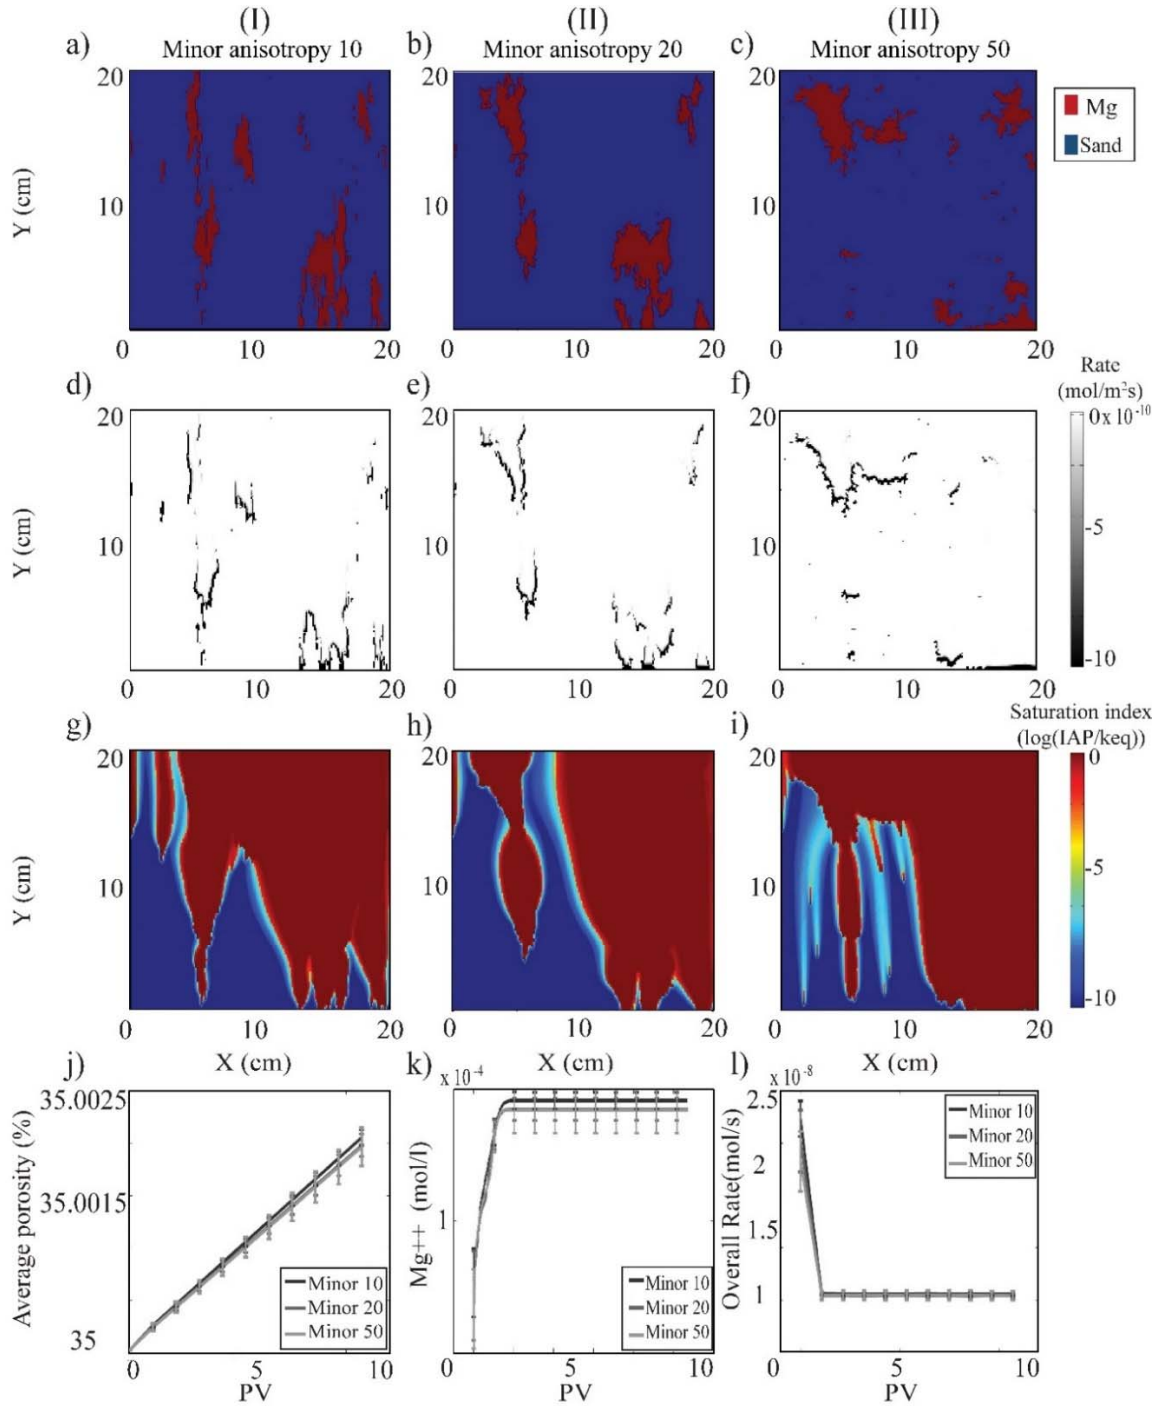 (I) (II) (III)
a) Minor anisotropy 10 b) Minor anisotropy 20 c) Minor anisotropy 50
20 20 20
Mg
Sand
Y (cm)
10 10 10
0 10 20 0 10 20 0 10 20
d) e) f) Rate
(mol/m²s)
20 20 20 0x 10⁻¹⁰
Y (cm)
10 10 10 -5
-10
0 10 20 0 10 20 0 10 20
g) h) i) Saturation index
(log(IAP/keq))
20 20 20 0
Y (cm)
10 10 10 -5
-10
0 10 20 0 10 20 0 10 20
X (cm) X (cm) X (cm)
j) k) l)
35.0025 x 10⁻⁴ x 10⁻⁸
2.5
Average porosity (%)
35.0015
35
Minor 10
Minor 20
Minor 50
0 5 10
PV
Mg++ (mol/l)
1
Minor 10
Minor 20
Minor 50
0 5 10
PV
Overall Rate(mol/s)
2
1.5
1
Minor 10
Minor 20
Minor 50
0 5 10
PV